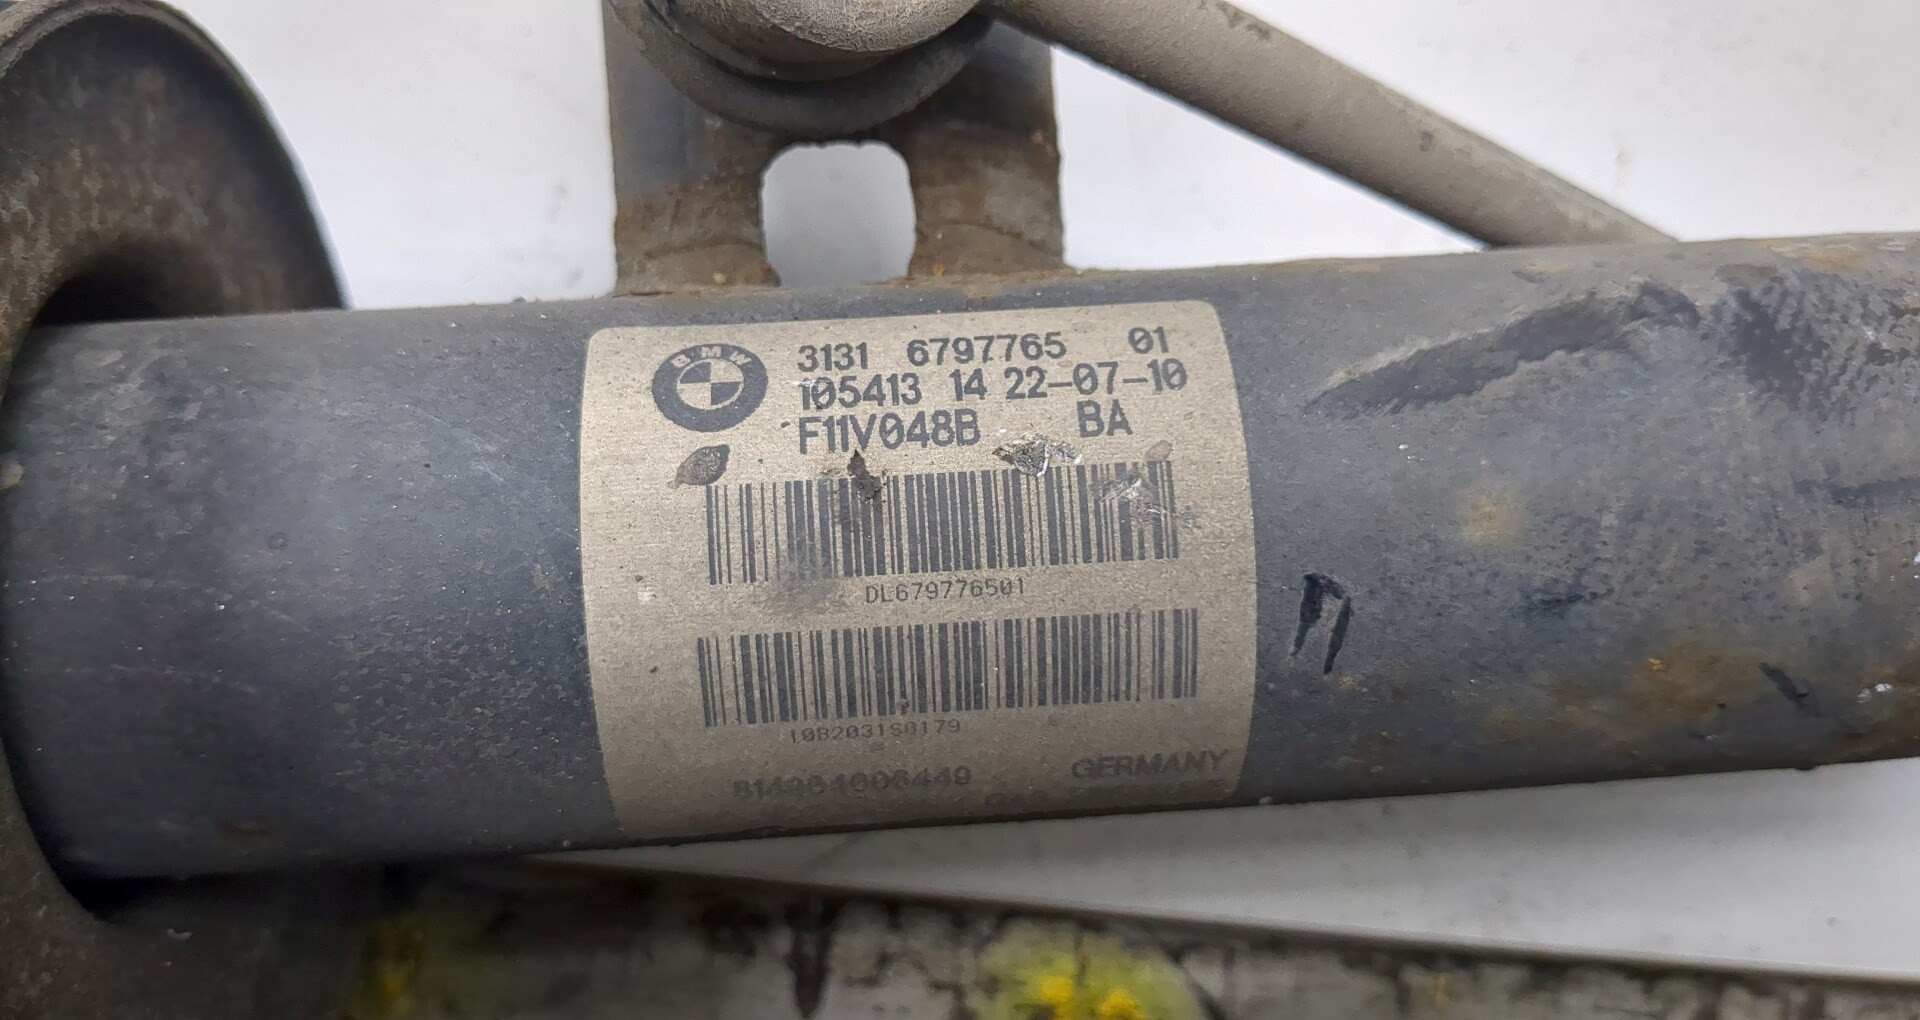 BMW
3131 6797765 01
105413 14 22-07-10
F11V048B BA
DL679776501
10B2031S0179
GERMANY
П